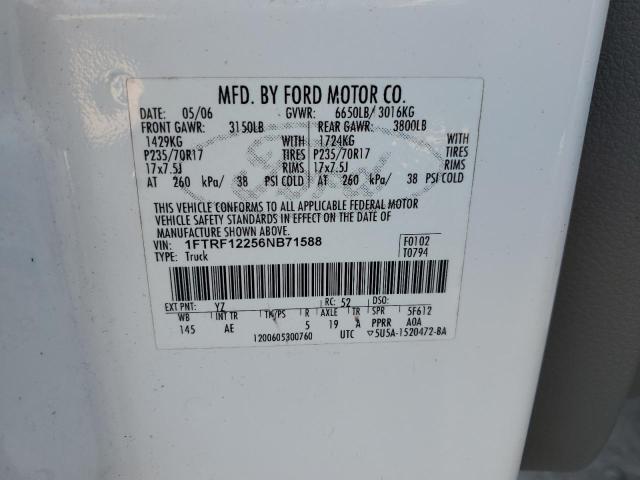 MFD. BY FORD MOTOR CO.
DATE: 05/06 GVWR: 6650LB/ 3016KG
FRONT GAWR: 3150LB REAR GAWR: 3800LB
1429KG WITH 1724KG WITH
P235/70R17 TIRES P235/70R17 TIRES
17x7.5J RIMS 17x7.5J RIMS
AT 260 kPa/ 38 PSI COLD AT 260 kPa/ 38 PSI COLD
Ford
THIS VEHICLE CONFORMS TO ALL APPLICABLE FEDERAL MOTOR
VEHICLE SAFETY STANDARDS IN EFFECT ON THE DATE OF
MANUFACTURE SHOWN ABOVE.
VIN: 1FTRF12256NB71588 F0102
TYPE: Truck T0794
EXT PNT: YZ RC: 52 DSO:
WB INT TR TK/PS R AXLE TR SPR 5F612
145 AE 5 19 A PPRR A0A
1200605300760 UTC ▽5U5A-1520472-BA